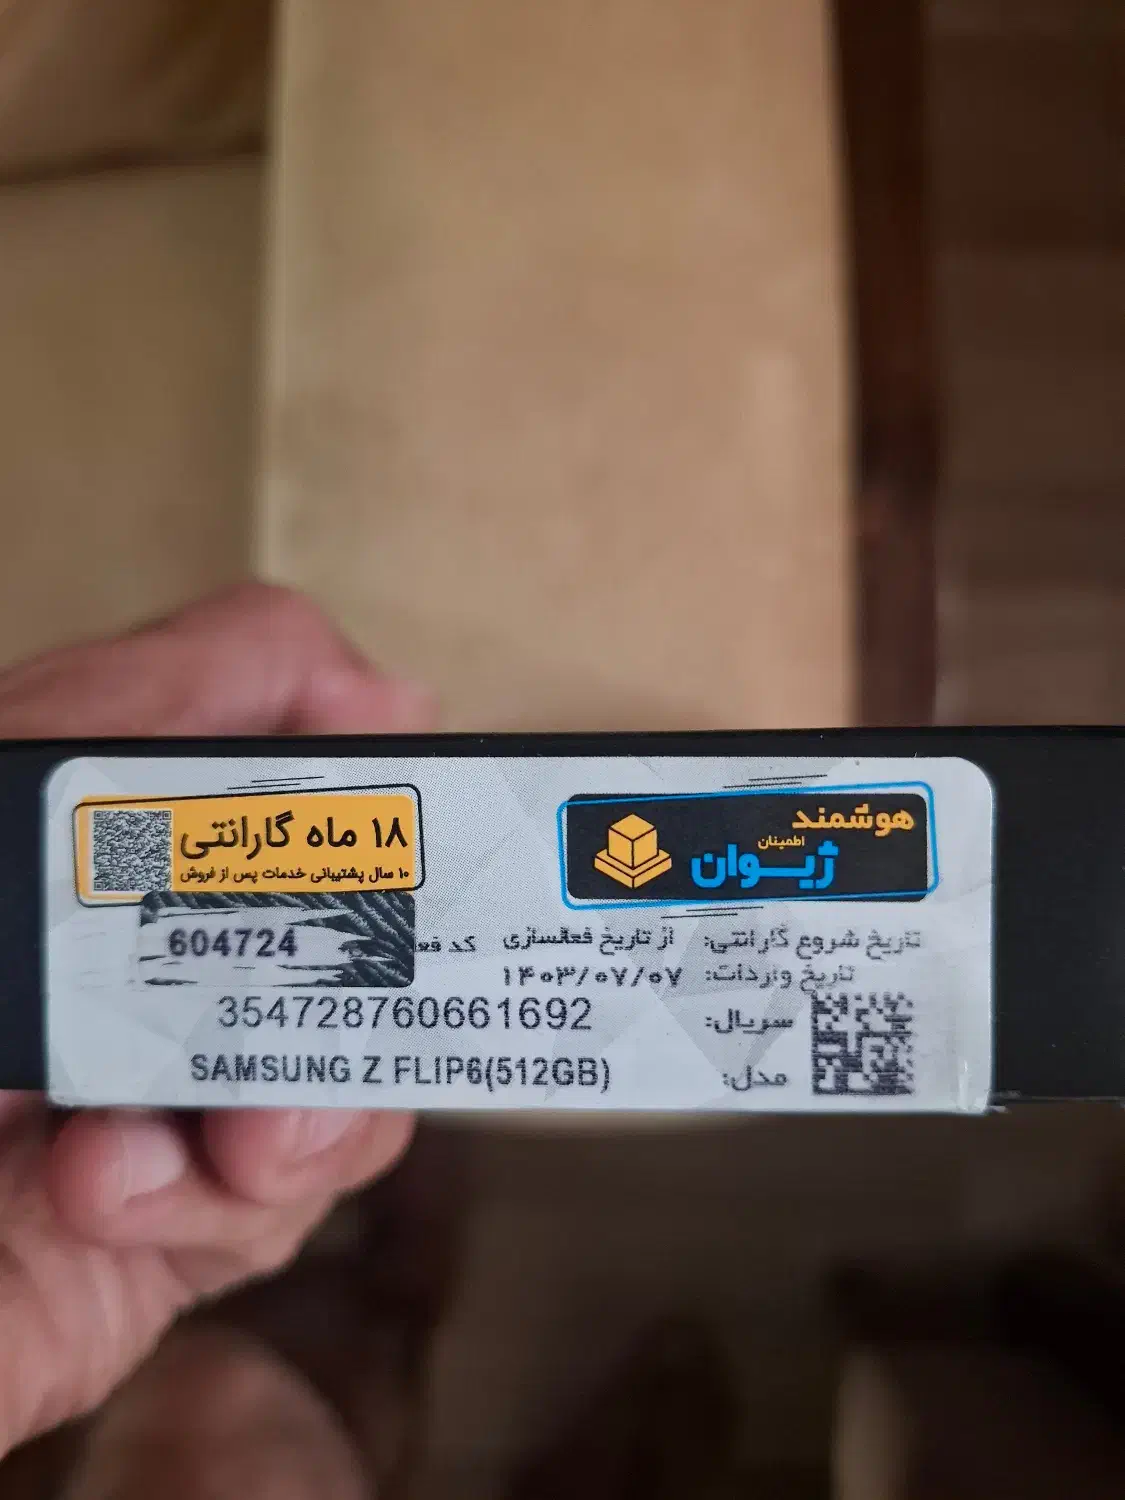 هوشمند
اطمینان
ژیوان
۱۸ ماه گارانتی
۱۰ سال پشتیبانی خدمات پس از فروش
تاریخ شروع گارانتی: از تاریخ فعالسازی
کد فعا 604724
تاریخ واردات: ۱۴۰۳/۰۷/۰۷
سریال: 354728760661692
مدل: SAMSUNG Z FLIP6(512GB)